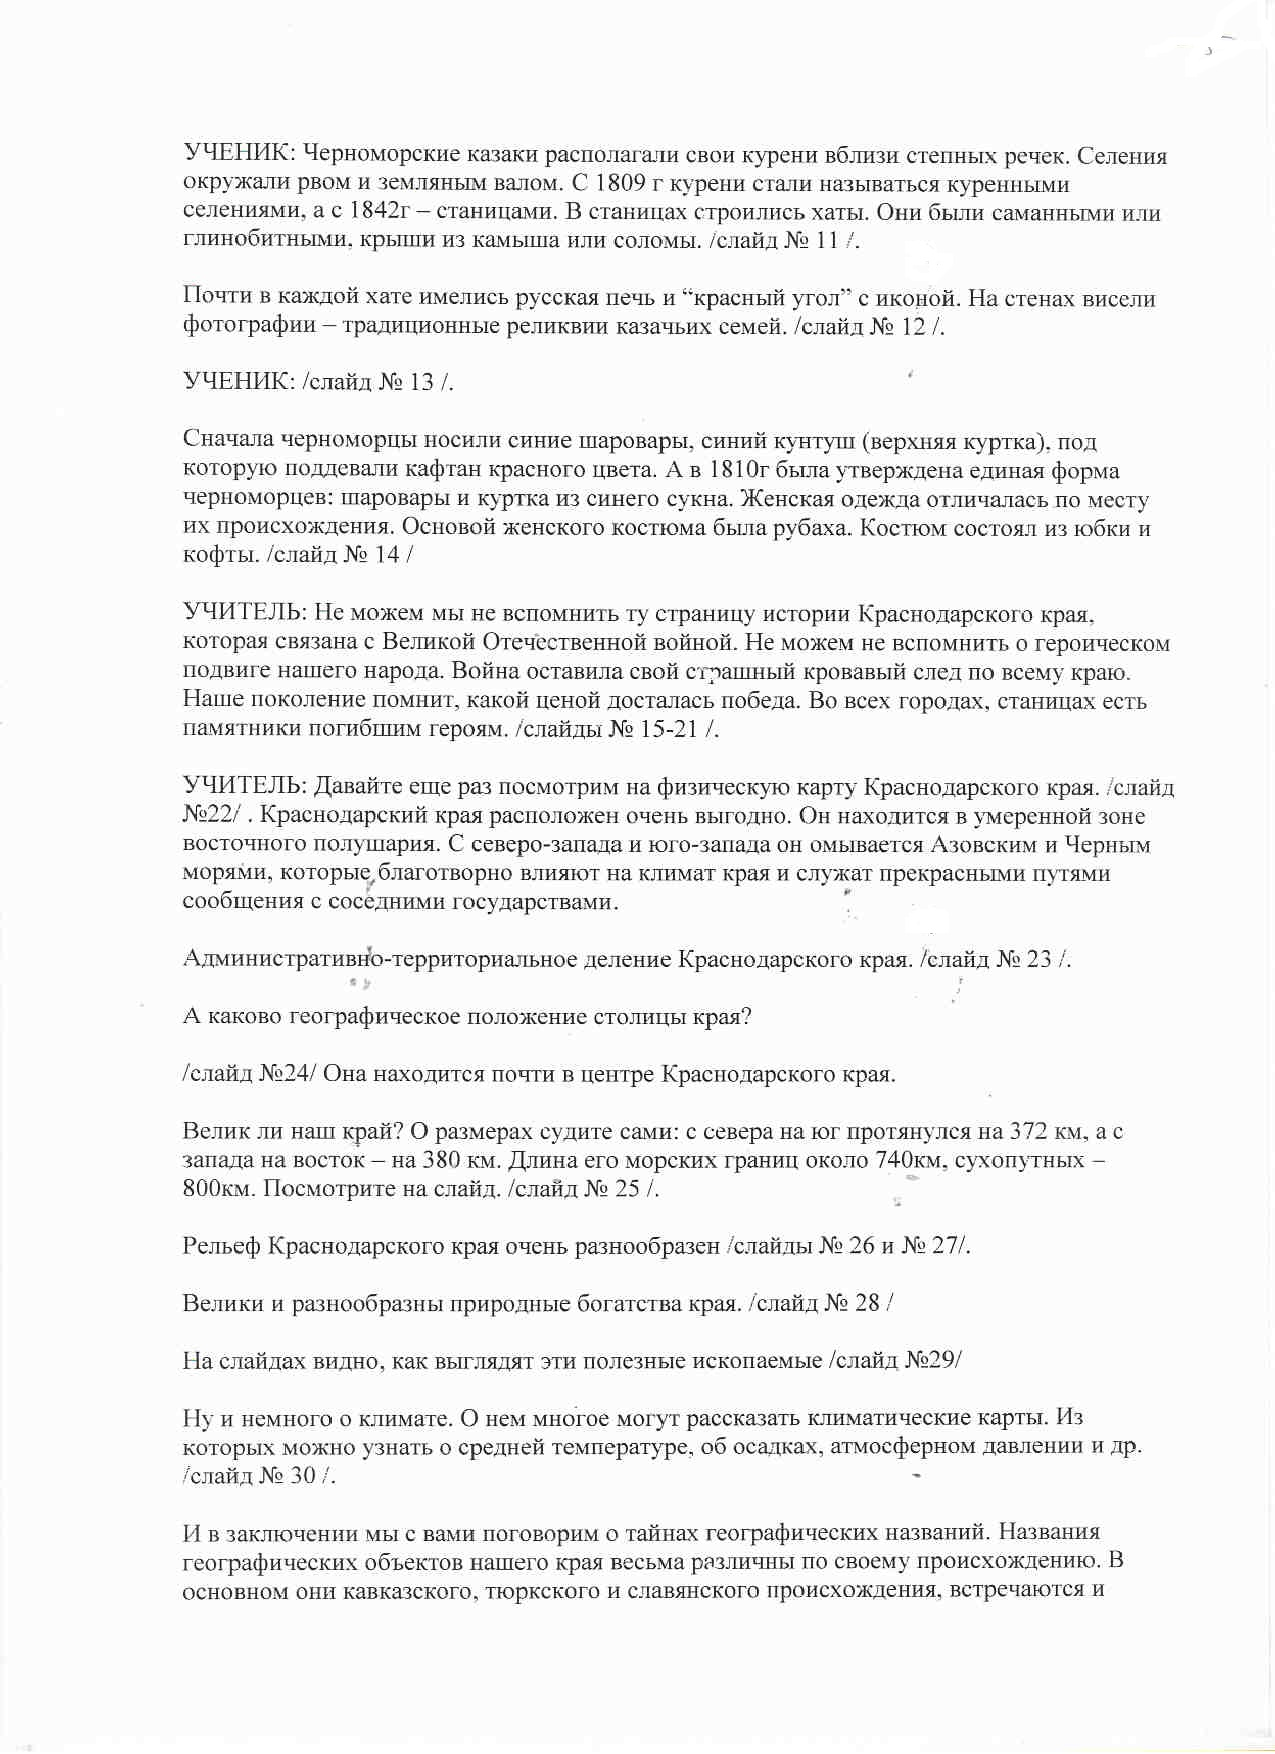 УЧЕНИК: Черноморские казаки располагали свои курени вблизи степных речек. Селения
окружали рвом и земляным валом. С 1809 г курени стали называться куренными
селениями, а с 1842г – станицами. В станицах строились хаты. Они были саманными или
глинобитными, крыши из камыша или соломы. /слайд № 11 /.
Почти в каждой хате имелись русская печь и “красный угол” с иконой. На стенах висели
фотографии – традиционные реликвии казачьих семей. /слайд № 12 /.
УЧЕНИК: /слайд № 13 /.
Сначала черноморцы носили синие шаровары, синий кунтуш (верхняя куртка), под
которую поддевали кафтан красного цвета. А в 1810г была утверждена единая форма
черноморцев: шаровары и куртка из синего сукна. Женская одежда отличалась по месту
их происхождения. Основой женского костюма была рубаха. Костюм состоял из юбки и
кофты. /слайд № 14 /
УЧИТЕЛЬ: Не можем мы не вспомнить ту страницу истории Краснодарского края,
которая связана с Великой Отечественной войной. Не можем не вспомнить о героическом
подвиге нашего народа. Война оставила свой страшный кровавый след по всему краю.
Наше поколение помнит, какой ценой досталась победа. Во всех городах, станицах есть
памятники погибшим героям. /слайды № 15-21 /.
УЧИТЕЛЬ: Давайте еще раз посмотрим на физическую карту Краснодарского края. /слайд
№22/ . Краснодарский края расположен очень выгодно. Он находится в умеренной зоне
восточного полушария. С северо-запада и юго-запада он омывается Азовским и Черным
морями, которые благотворно влияют на климат края и служат прекрасными путями
сообщения с соседними государствами.
Административно-территориальное деление Краснодарского края. /слайд № 23 /.
А каково географическое положение столицы края?
/слайд №24/ Она находится почти в центре Краснодарского края.
Велик ли наш край? О размерах судите сами: с севера на юг протянулся на 372 км, а с
запада на восток – на 380 км. Длина его морских границ около 740км, сухопутных –
800км. Посмотрите на слайд. /слайд № 25 /.
Рельеф Краснодарского края очень разнообразен /слайды № 26 и № 27/.
Велики и разнообразны природные богатства края. /слайд № 28 /
На слайдах видно, как выглядят эти полезные ископаемые /слайд №29/
Ну и немного о климате. О нем многое могут рассказать климатические карты. Из
которых можно узнать о средней температуре, об осадках, атмосферном давлении и др.
/слайд № 30 /.
И в заключении мы с вами поговорим о тайнах географических названий. Названия
географических объектов нашего края весьма различны по своему происхождению. В
основном они кавказского, тюркского и славянского происхождения, встречаются и